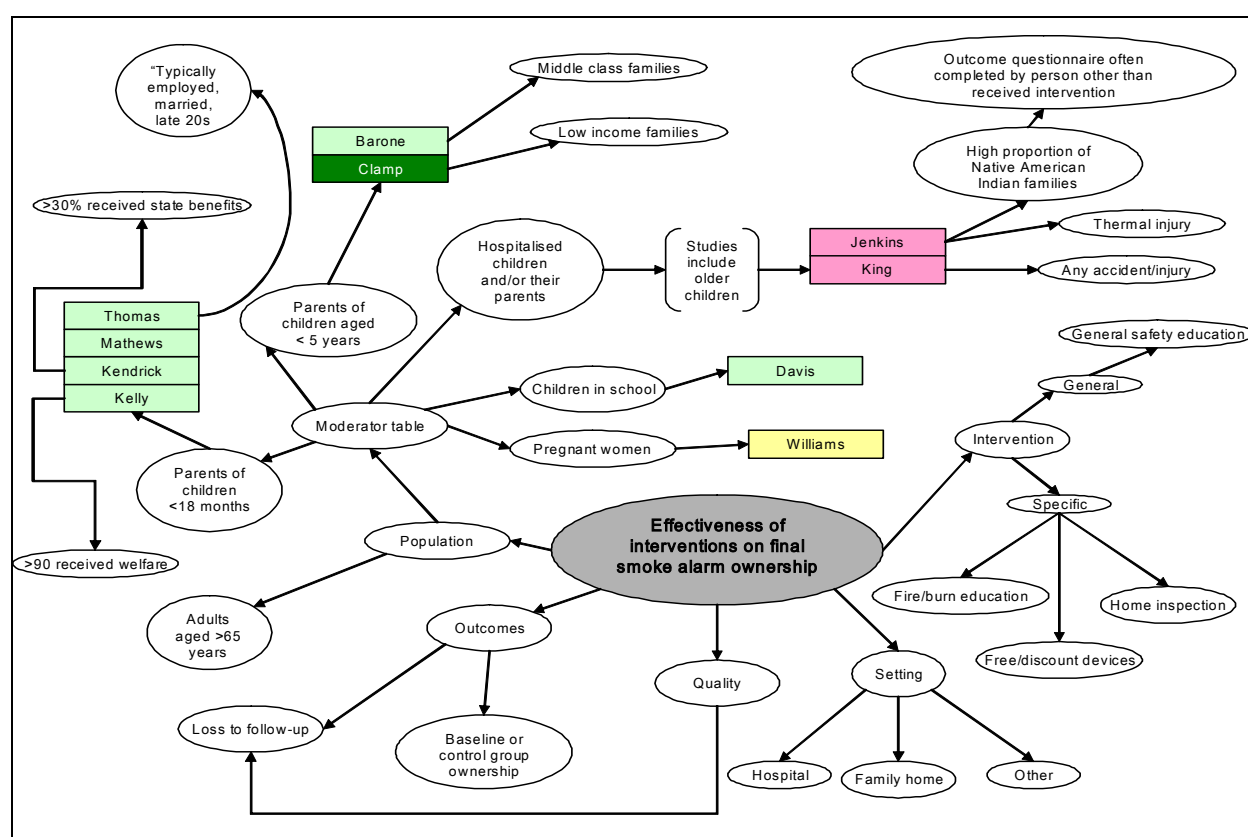 "Typically
employed,
married,
late 20s
Middle class families
Low income families
Barone
Clamp
Outcome questionnaire often
completed by person other than
received intervention
High proportion of
Native American
Indian families
Thermal injury
Any accident/injury
>30% received state benefits
Hospitalised
children
and/or their
parents
Studies
include
older
children
Jenkins
King
Parents of
children aged
< 5 years
Thomas
Mathews
Kendrick
Kelly
General safety education
General
Children in school
Davis
Moderator table
Pregnant women
Williams
Intervention
Parents of
children
<18 months
Specific
Population
Effectiveness of
interventions on final
smoke alarm ownership
>90 received welfare
Fire/burn education
Home inspection
Adults
aged >65
years
Outcomes
Free/discount devices
Quality
Setting
Loss to follow-up
Baseline or
control group
ownership
Hospital
Family home
Other